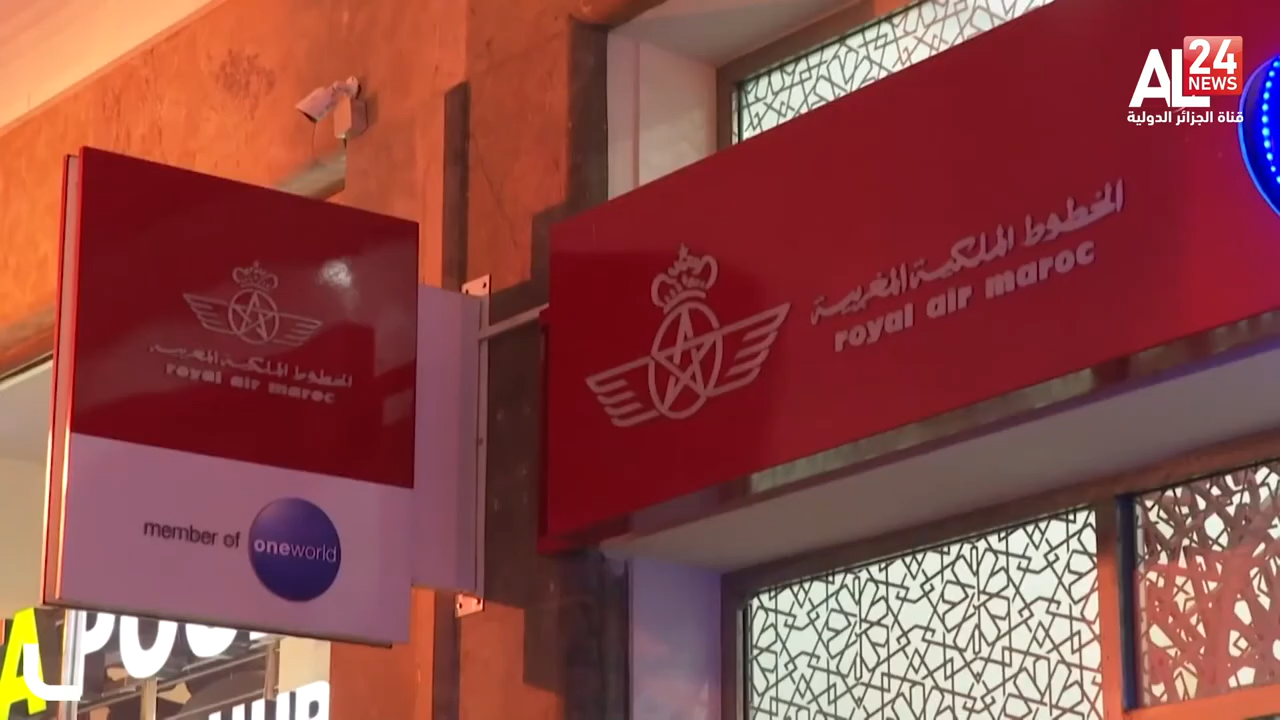 AL 24 NEWS
قناة الجزائر الدولية
الخطوط الملكية المغربية
royal air maroc
الخطوط الملكية المغربية
royal air maroc
member of oneworld